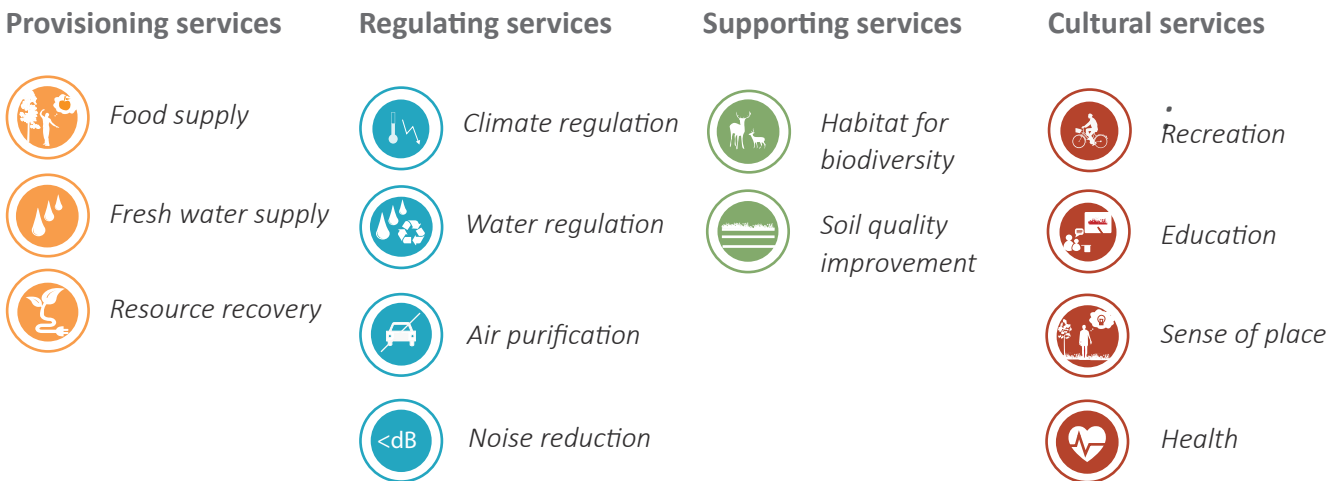 Provisioning services
Food supply
Fresh water supply
Resource recovery
Regulating services
Climate regulation
Water regulation
Air purification
<dB
Noise reduction
Supporting services
Habitat for
biodiversity
Soil quality
improvement
Cultural services
.
Recreation
Education
Sense of place
Health